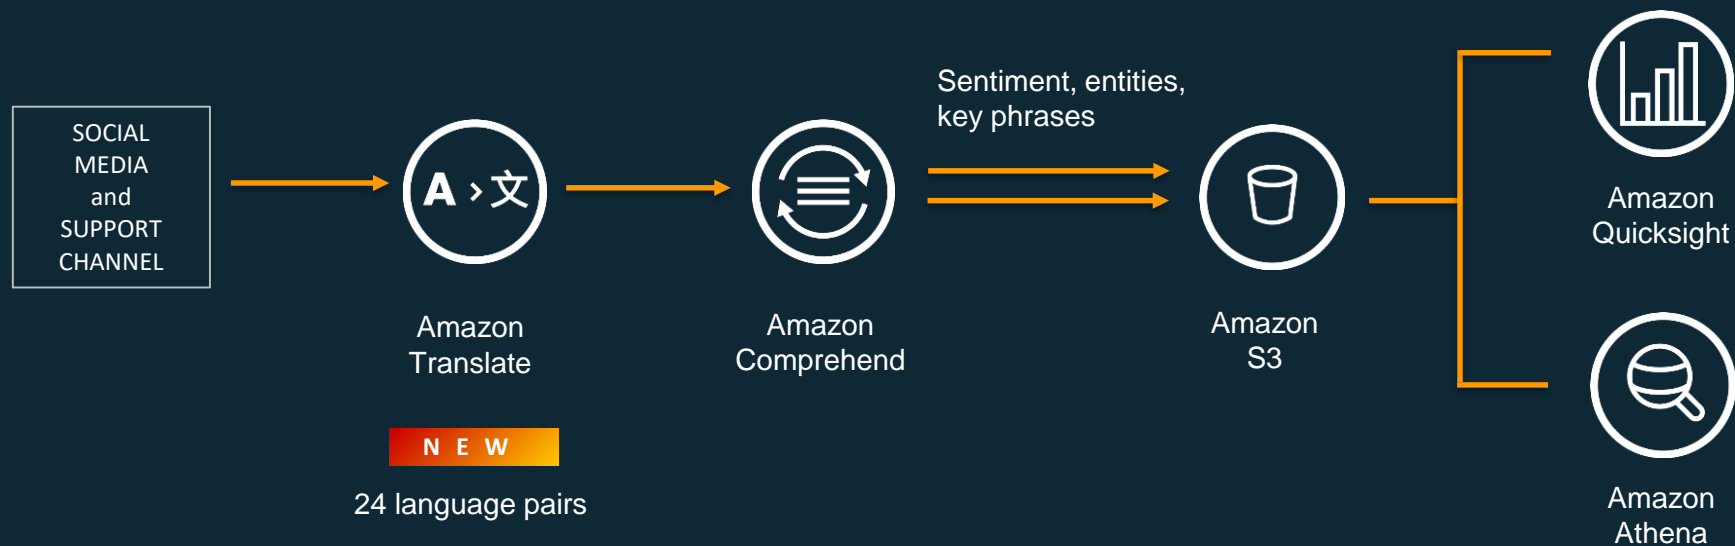 SOCIAL
MEDIA
and
SUPPORT
CHANNEL
A › 文
Amazon
Translate
N E W
24 language pairs
Amazon
Comprehend
Sentiment, entities,
key phrases
Amazon
S3
Amazon
Quicksight
Amazon
Athena